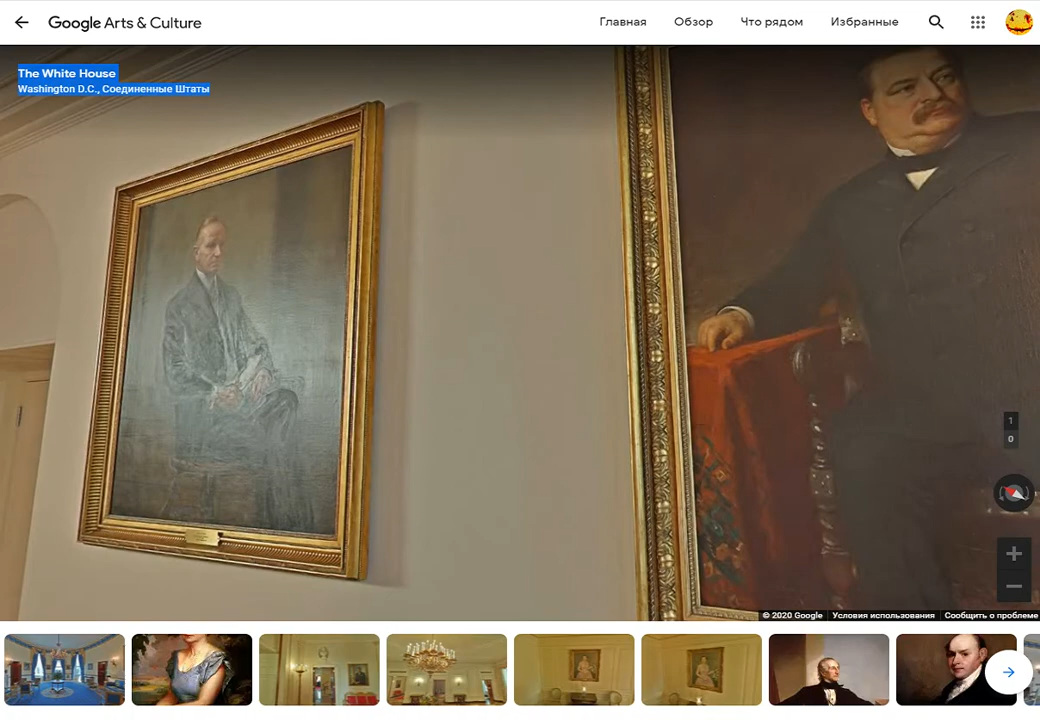 Google Arts & Culture
Главная Обзор Что рядом Избранные
The White House
Washington D.C., Соединенные Штаты
1
0
© 2020 Google Условия использования Сообщить о проблеме